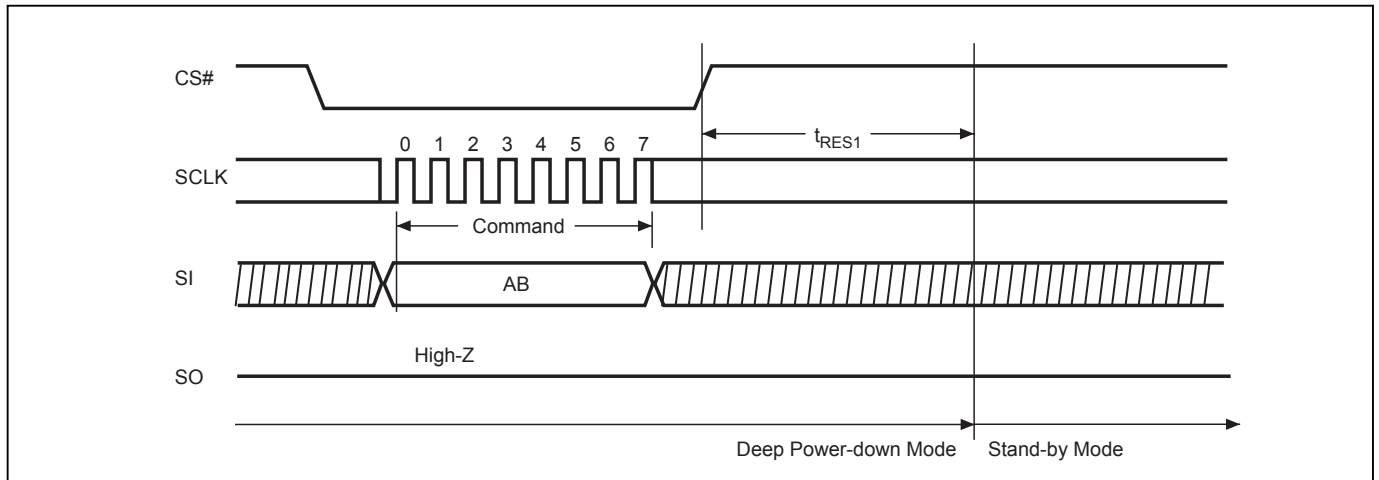 CS#
t_RES1
0 1 2 3 4 5 6 7
SCLK
Command
SI
AB
High-Z
SO
Deep Power-down Mode Stand-by Mode